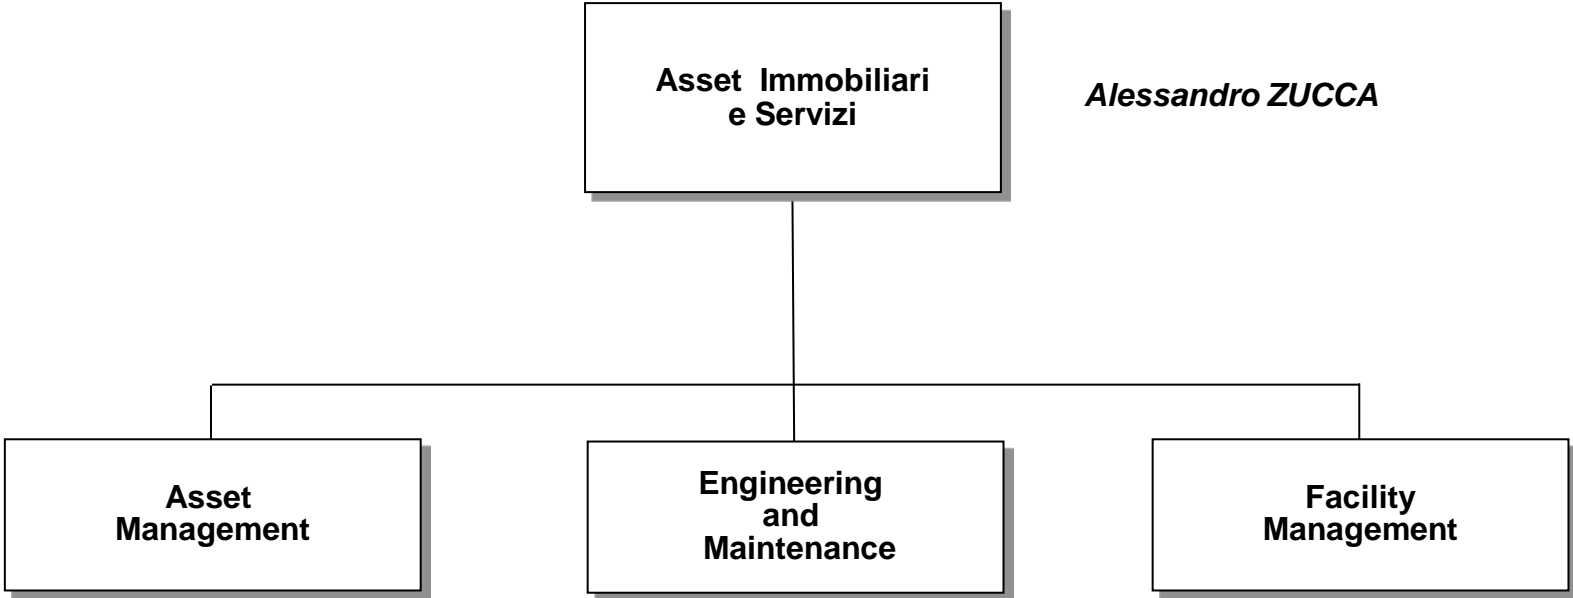 Asset Immobiliari
e Servizi
Alessandro ZUCCA
Asset
Management
Engineering
and
Maintenance
Facility
Management